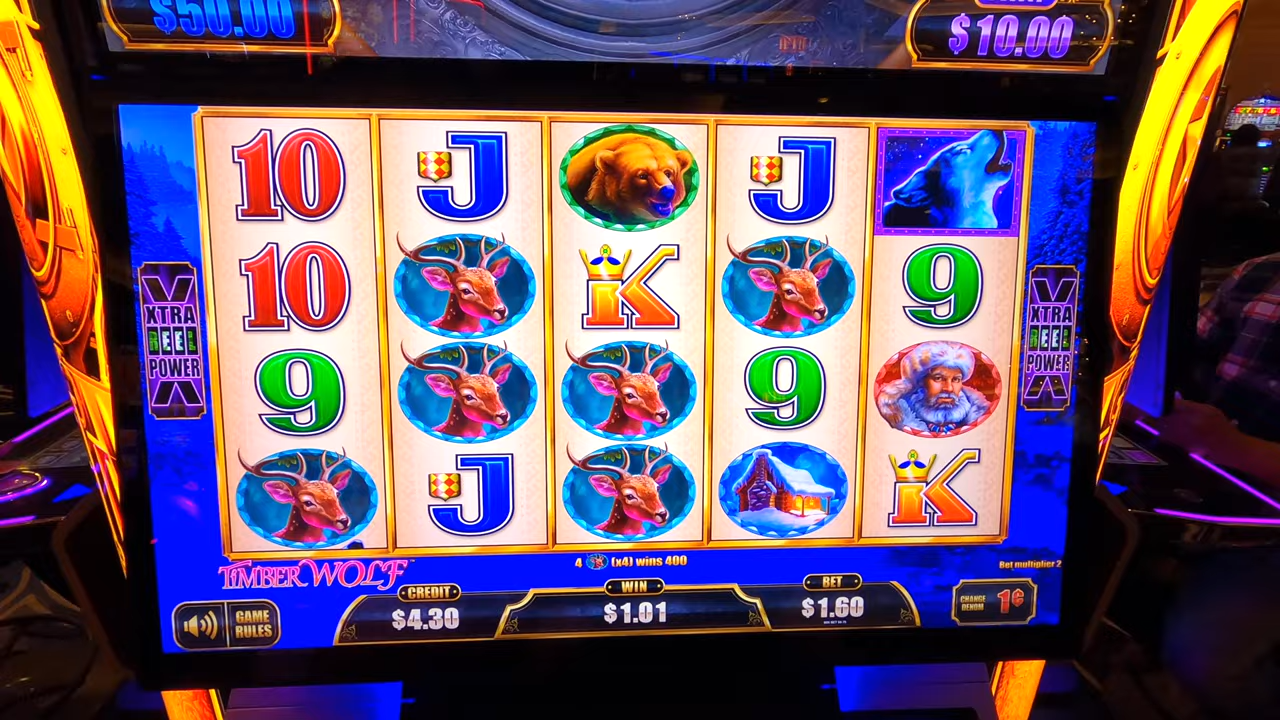 $50.00
$10.00
10 J J
10 K 9
9 9
J K
XTRA
REEL
POWER
XTRA
REEL
POWER
4 (x4) wins 400
Bet multiplier 2
TIMBER WOLF™
CREDIT
$4.30
WIN
$1.01
BET
$1.60
GAME
RULES
CHANGE
DENOM
1¢